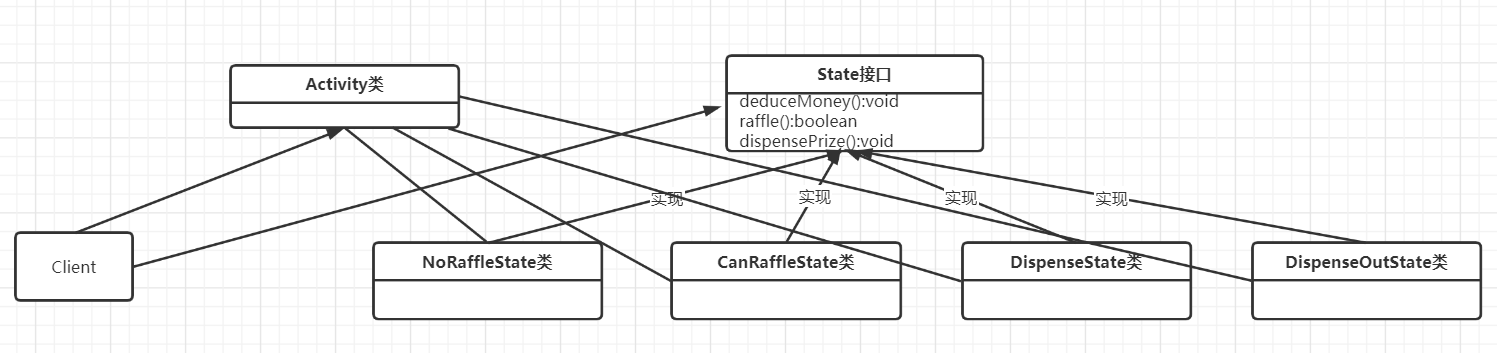 Activity类
State接口
deduceMoney():void
raffle():boolean
dispensePrize():void
实现
实现
实现
实现
Client
NoRaffleState类
CanRaffleState类
DispenseState类
DispenseOutState类